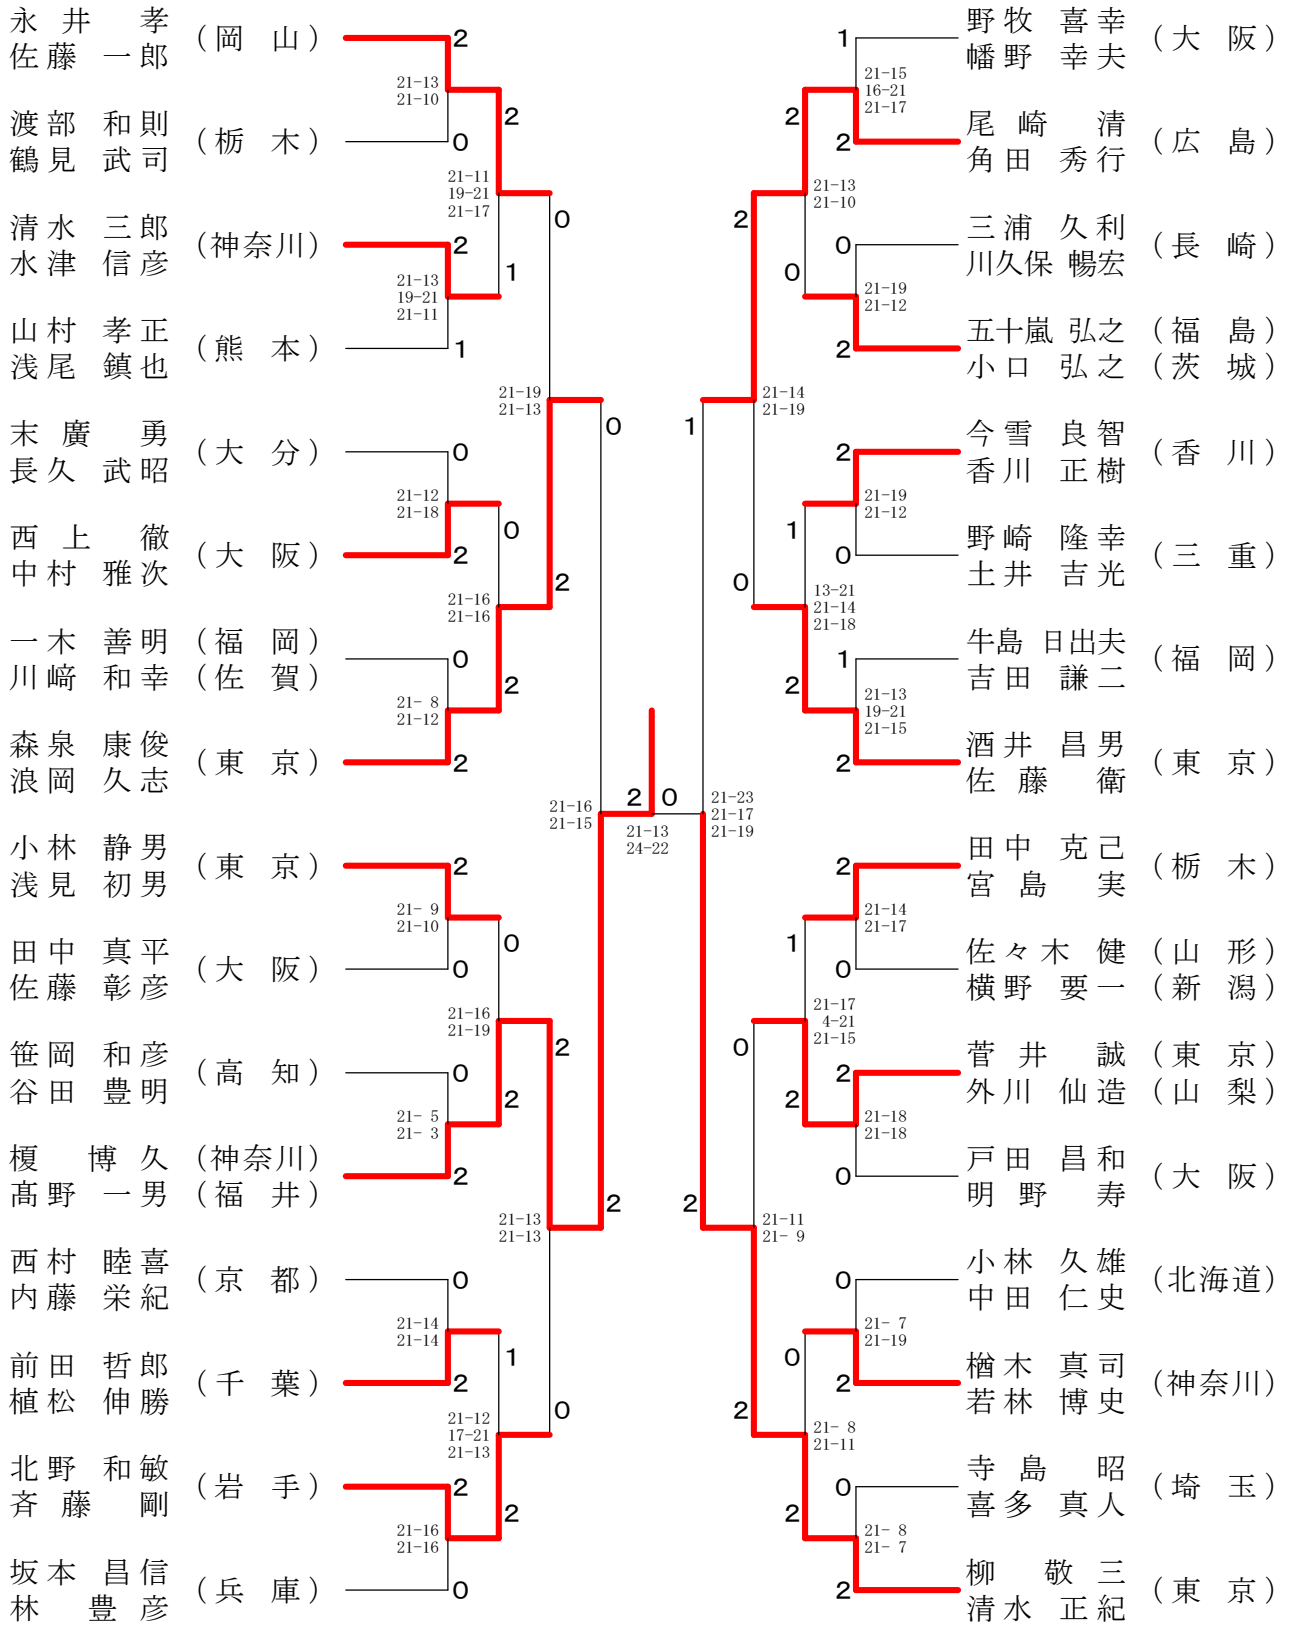 永井 孝
佐藤 一郎
(岡 山)
渡部 和則
鶴見 武司
(栃 木)
清水 三郎
水津 信彦
(神奈川)
山村 孝正
浅尾 鎮也
(熊 本)
末廣 勇
長久 武昭
(大 分)
西上 徹
中村 雅次
(大 阪)
一木 善明 (福 岡)
川﨑 和幸 (佐 賀)
森泉 康俊
浪岡 久志
(東 京)
小林 静男
浅見 初男
(東 京)
田中 真平
佐藤 彰彦
(大 阪)
笹岡 和彦
谷田 豊明
(高 知)
榎 博久 (神奈川)
髙野 一男 (福 井)
西村 睦喜
内藤 栄紀
(京 都)
前田 哲郎
植松 伸勝
(千 葉)
北野 和敏
斉藤 剛
(岩 手)
坂本 昌信
林 豊彦
(兵 庫)
2
21-13
21-10
0
2
21-13
19-21
21-11
1
0
21-12
21-18
2
0
21- 8
21-12
2
2
21- 9
21-10
0
0
21- 5
21- 3
2
0
21-14
21-14
2
2
21-16
21-16
0
2
21-11
19-21
21-17
1
0
21-16
21-16
2
0
21-16
21-19
2
1
21-12
17-21
21-13
2
0
21-19
21-13
2
2
21-13
21-13
0
0
21-16
21-15
2
2 0
21-13
24-22
1
21-23
21-17
21-19
2
2
21-14
21-19
0
0
21-11
21- 9
2
2
21-13
21-10
0
1
13-21
21-14
21-18
2
1
21-17
4-21
21-15
2
0
21- 8
21-11
2
1
21-15
16-21
21-17
2
0
21-19
21-12
2
2
21-19
21-12
0
1
21-13
19-21
21-15
2
2
21-14
21-17
0
2
21-18
21-18
0
0
21- 7
21-19
2
0
21- 8
21- 7
2
野牧 喜幸
幡野 幸夫
(大 阪)
尾崎 清
角田 秀行
(広 島)
三浦 久利
川久保 暢宏
(長 崎)
五十嵐 弘之 (福 島)
小口 弘之 (茨 城)
今雪 良智
香川 正樹
(香 川)
野崎 隆幸
土井 吉光
(三 重)
牛島 日出夫
吉田 謙二
(福 岡)
酒井 昌男
佐藤 衛
(東 京)
田中 克己
宮島 実
(栃 木)
佐々木 健 (山 形)
横野 要一 (新 潟)
菅井 誠 (東 京)
外川 仙造 (山 梨)
戸田 昌和
明野 寿
(大 阪)
小林 久雄
中田 仁史
(北海道)
楢木 真司
若林 博史
(神奈川)
寺島 昭
喜多 真人
(埼 玉)
柳 敬三
清水 正紀
(東 京)